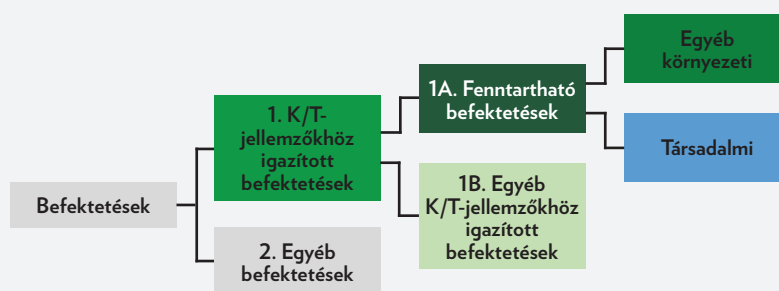 Befektetések
1. K/T-
jellemzőkhöz
igazított
befektetések
2. Egyéb
befektetések
1A. Fenntartható
befektetések
1B. Egyéb
K/T-jellemzőkhöz
igazított
befektetések
Egyéb
környezeti
Társadalmi